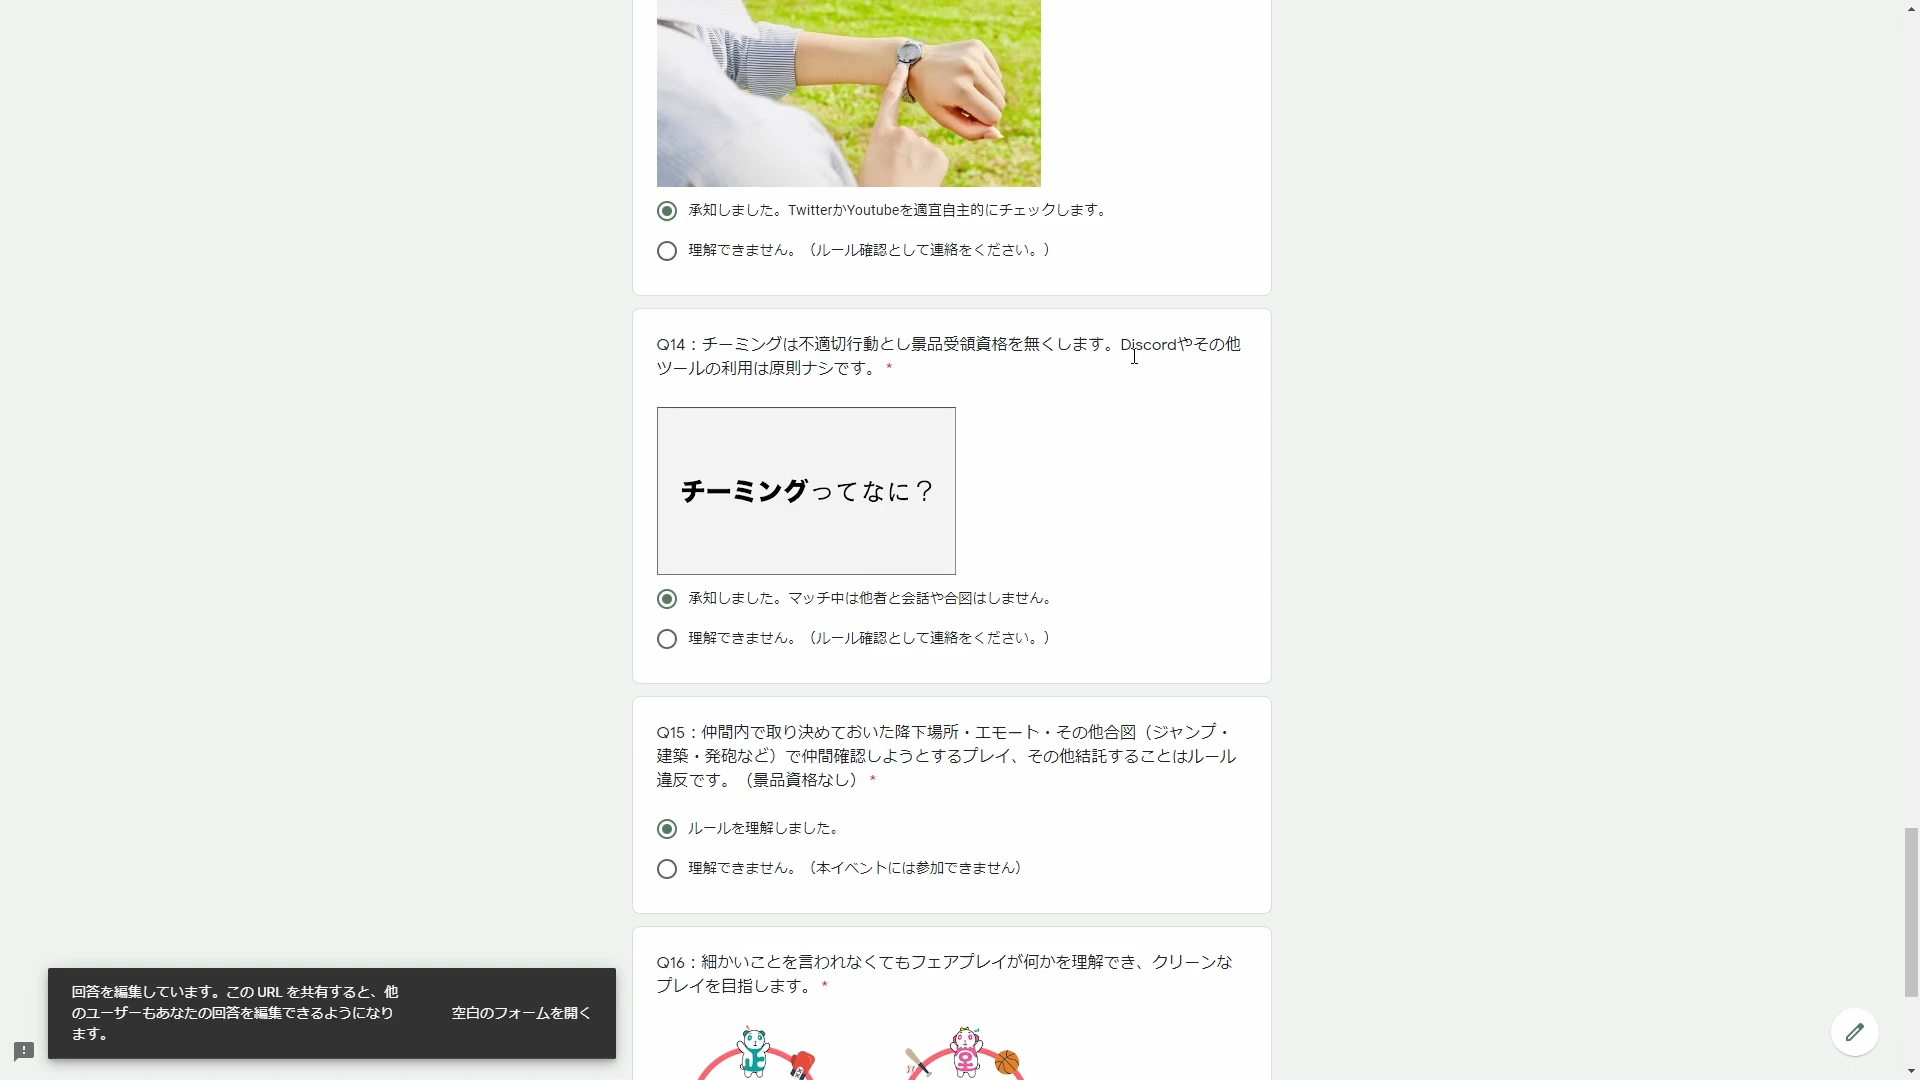 承知しました。TwitterかYoutubeを適宜自主的にチェックします。
理解できません。（ルール確認として連絡をください。）
Q14：チーミングは不適切行動とし景品受領資格を無くします。Discordやその他
ツールの利用は原則ナシです。 *
チーミングってなに？
承知しました。マッチ中は他者と会話や合図はしません。
理解できません。（ルール確認として連絡をください。）
Q15：仲間内で取り決めておいた降下場所・エモート・その他合図（ジャンプ・
建築・発砲など）で仲間確認しようとするプレイ、その他結託することはルール
違反です。（景品資格なし） *
ルールを理解しました。
理解できません。（本イベントには参加できません）
Q16：細かいことを言われなくてもフェアプレイが何かを理解でき、クリーンな
プレイを目指します。 *
正
回答を編集しています。この URL を共有すると、他
のユーザーもあなたの回答を編集できるようになり
ます。
空白のフォームを開く